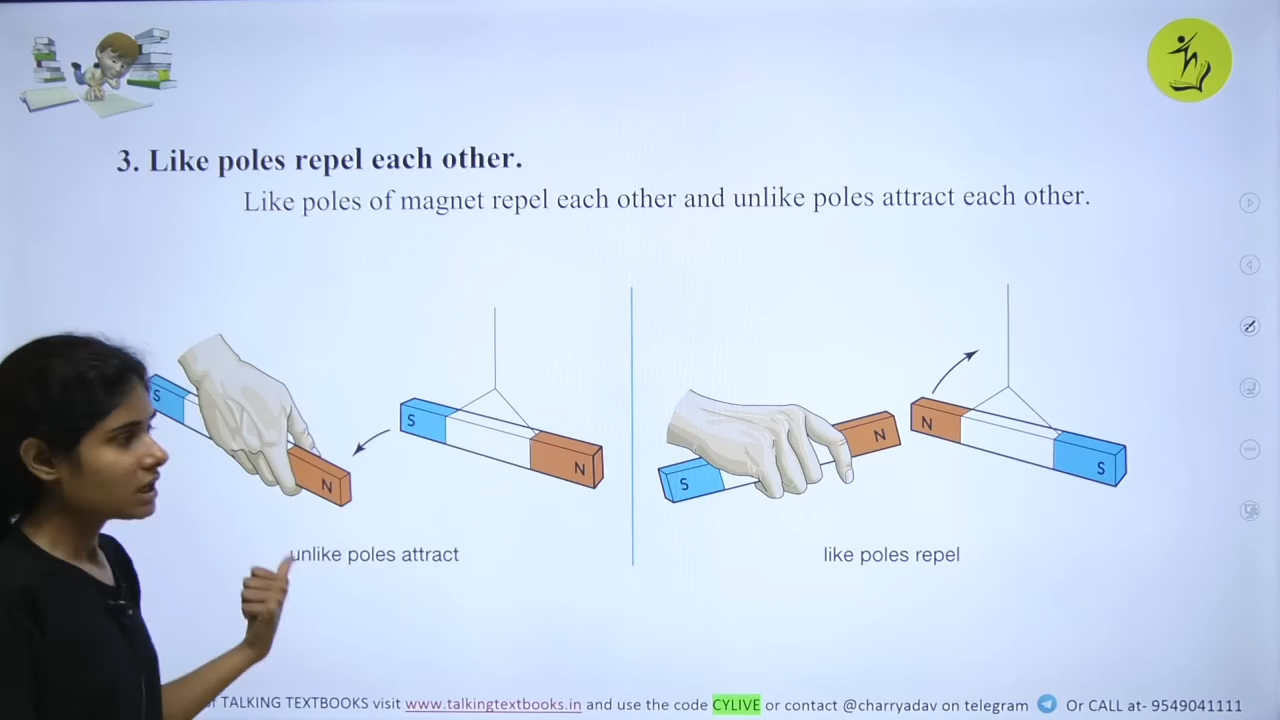 3. Like poles repel each other.
Like poles of magnet repel each other and unlike poles attract each other.
S
N
S
N
unlike poles attract
S
N
N
S
like poles repel
TALKING TEXTBOOKS visit www.talkingtextbooks.in and use the code CYLIVE or contact @charryadav on telegram Or CALL at- 9549041111